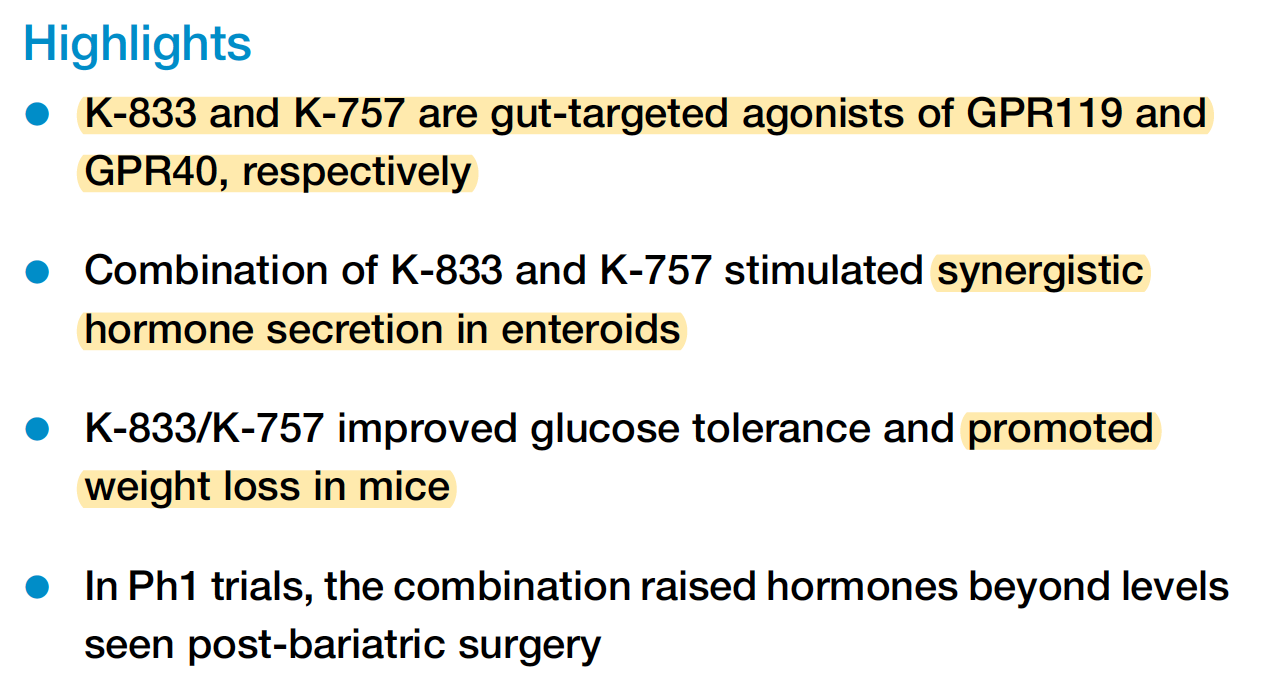 Highlights
● K-833 and K-757 are gut-targeted agonists of GPR119 and
GPR40, respectively
● Combination of K-833 and K-757 stimulated synergistic
hormone secretion in enteroids
● K-833/K-757 improved glucose tolerance and promoted
weight loss in mice
● In Ph1 trials, the combination raised hormones beyond levels
seen post-bariatric surgery